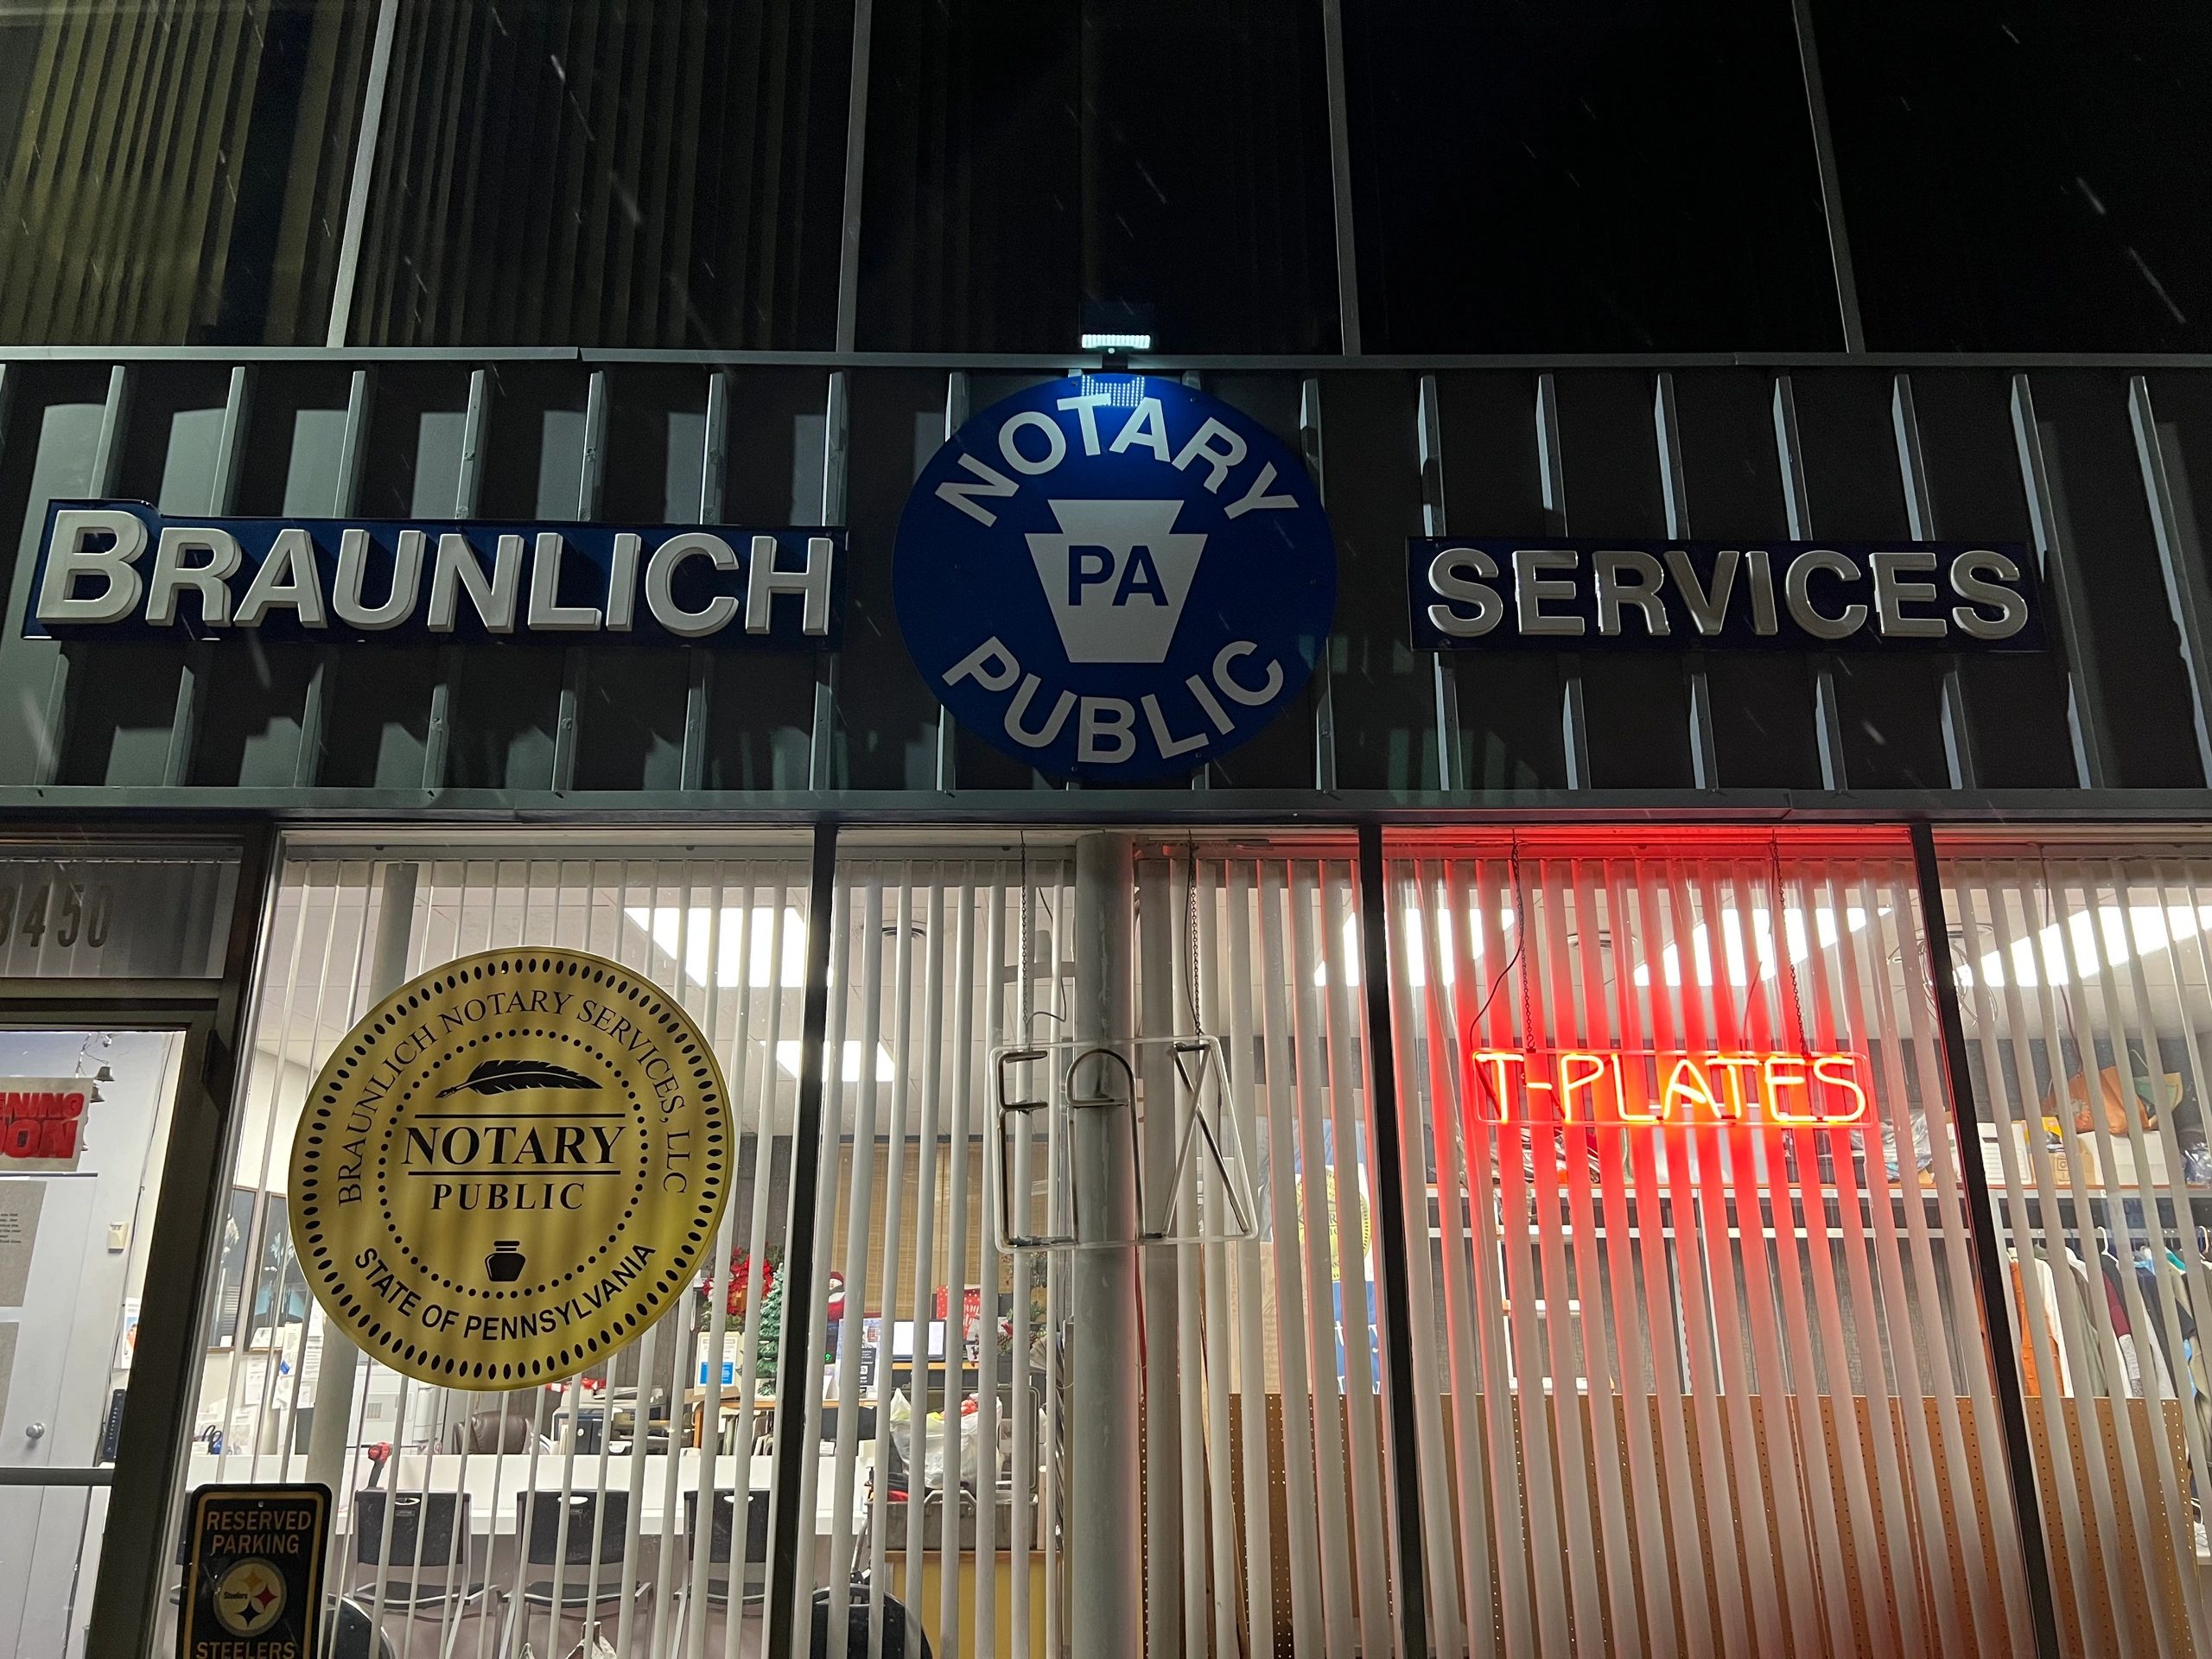 BRAUNLICH
NOTARY
PA
PUBLIC
SERVICES
3450
BRAUNLICH NOTARY SERVICES, LLC
NOTARY
PUBLIC
STATE OF PENNSYLVANIA
FAX
T-PLATES
RESERVED
PARKING
Steelers
STEELERS